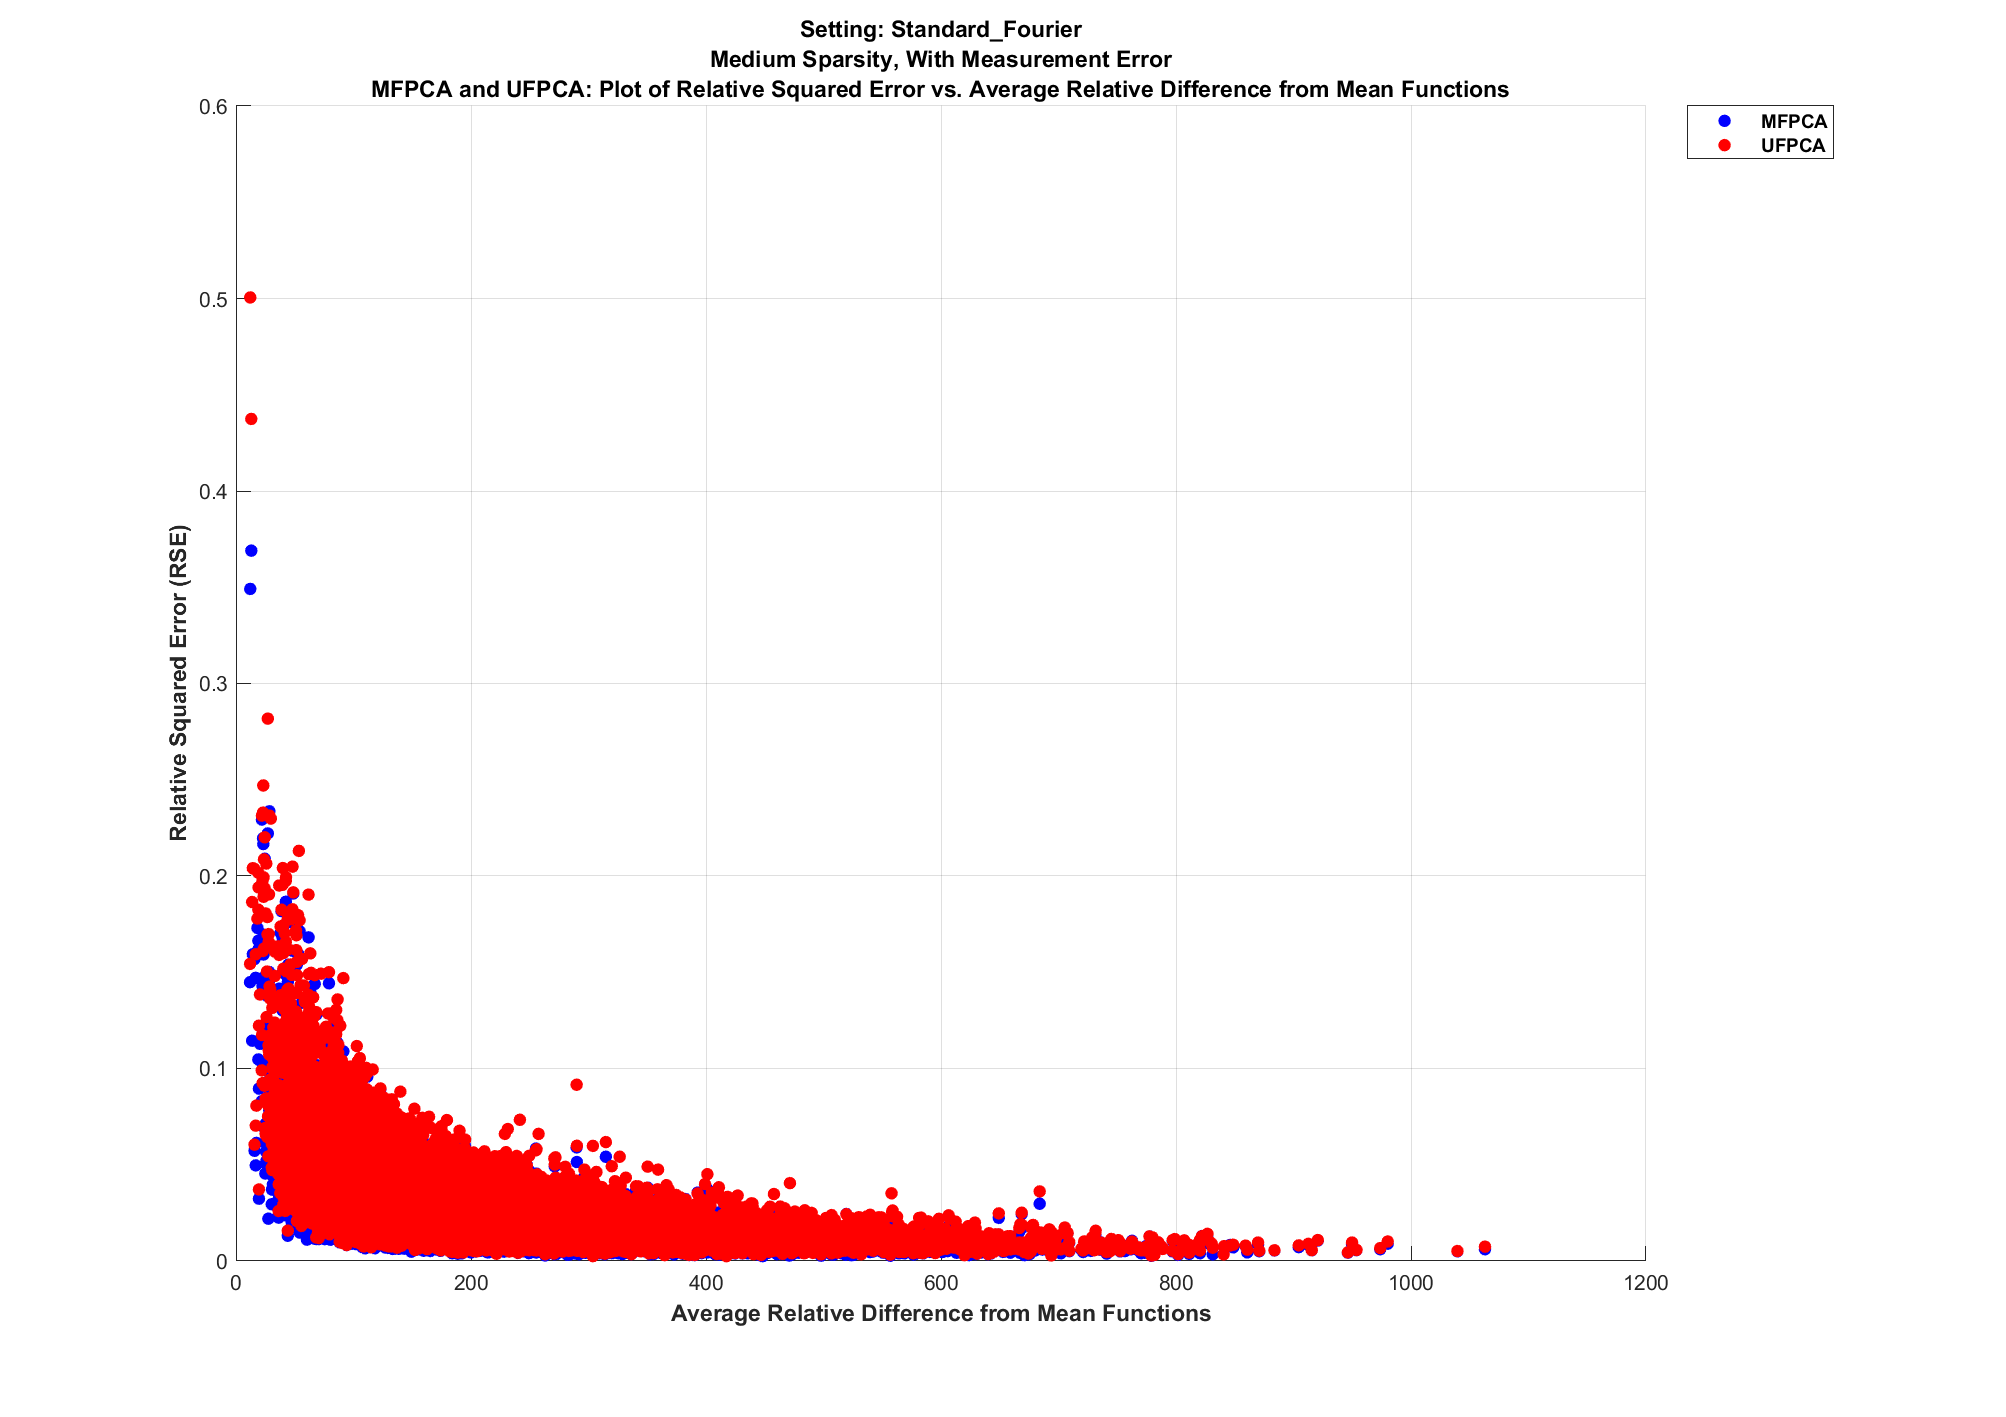 Setting: Standard_Fourier
Medium Sparsity, With Measurement Error
MFPCA and UFPCA: Plot of Relative Squared Error vs. Average Relative Difference from Mean Functions
MFPCA
UFPCA
0.6
0.5
0.4
0.3
0.2
0.1
0
Relative Squared Error (RSE)
0 200 400 600 800 1000 1200
Average Relative Difference from Mean Functions